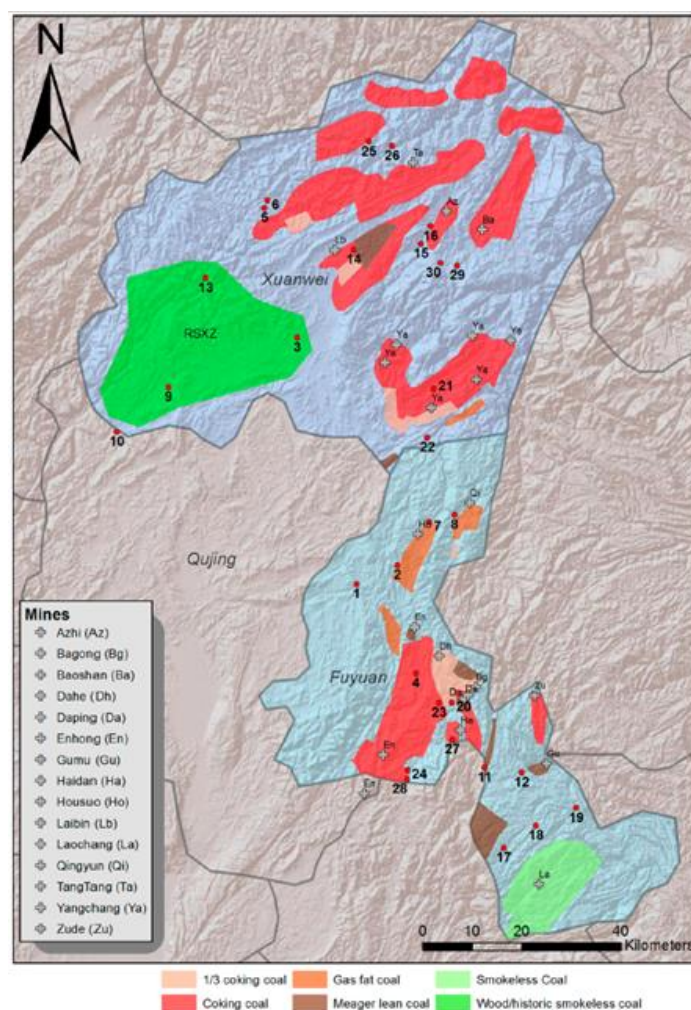 N
25
26
Ta
6
5
Az
16
Ba
Lb
14
15
30
29
Xuanwei
13
RSXZ
3
Ya
Ya
Ya
Ya
Ya
21
Ya
9
10
22
Qi
7
8
Ho
Qujing
2
1
En
Dh
Fuyuan
4
Bg
Da
Zu
23
20
Ha
27
En
Gu
24
11
12
28
En
19
18
17
La
Mines
Azhi (Az)
Bagong (Bg)
Baoshan (Ba)
Dahe (Dh)
Daping (Da)
Enhong (En)
Gumu (Gu)
Haidan (Ha)
Housuo (Ho)
Laibin (Lb)
Laochang (La)
Qingyun (Qi)
TangTang (Ta)
Yangchang (Ya)
Zude (Zu)
0 10 20 40
Kilometers
1/3 coking coal
Gas fat coal
Smokeless Coal
Coking coal
Meager lean coal
Wood/historic smokeless coal